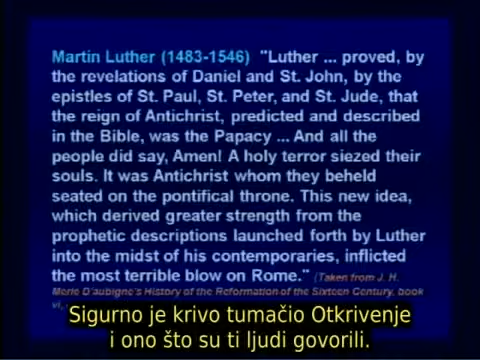 Martin Luther (1483-1546) "Luther ... proved, by
the revelations of Daniel and St. John, by the
epistles of St. Paul, St. Peter, and St. Jude, that
the reign of Antichrist, predicted and described
in the Bible, was the Papacy ... And all the
people did say, Amen! A holy terror siezed their
souls. It was Antichrist whom they beheld
seated on the pontifical throne. This new idea,
which derived greater strength from the
prophetic descriptions launched forth by Luther
into the midst of his contemporaries, inflicted
the most terrible blow on Rome." (Taken from J. H.
Merle D'aubigne's History of the Reformation of the Sixteen Century, book
vi,
Sigurno je krivo tumačio Otkrivenje
i ono što su ti ljudi govorili.